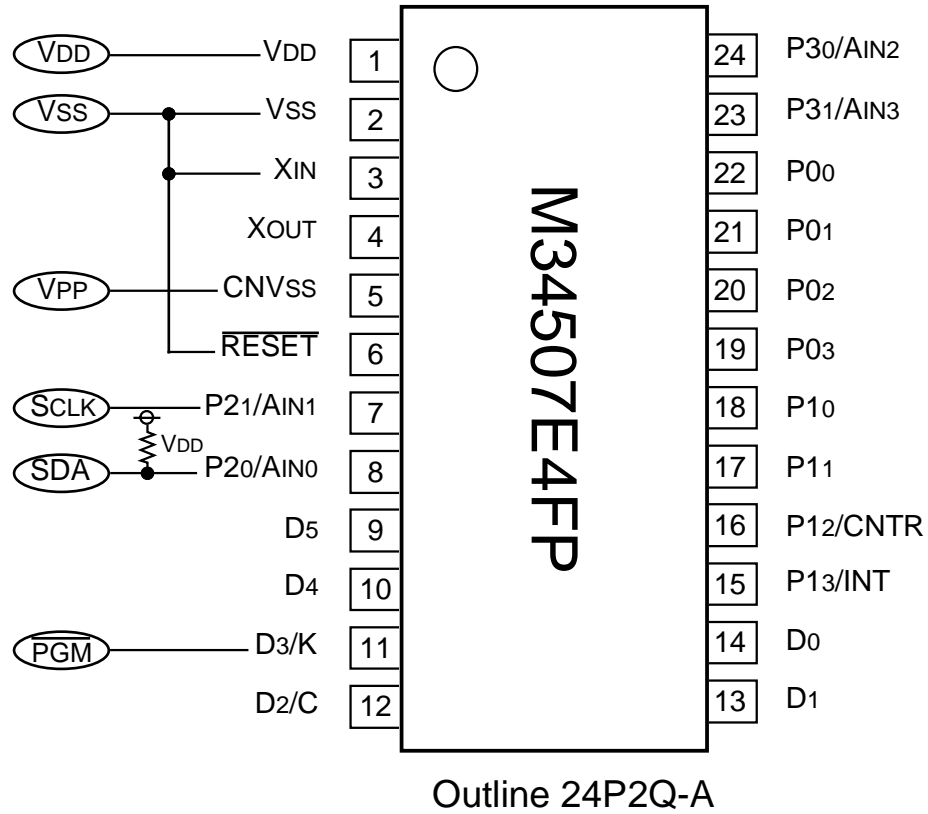 VDD VDD 1 24 P30/AIN2
VSS VSS 2 23 P31/AIN3
XIN 3 22 P00
XOUT 4 21 P01
VPP CNVSS 5 20 P02
RESET 6 19 P03
SCLK P21/AIN1 7 18 P10
VDD
SDA P20/AIN0 8 17 P11
D5 9 16 P12/CNTR
D4 10 15 P13/INT
PGM D3/K 11 14 D0
D2/C 12 13 D1
M34507E4FP
Outline 24P2Q-A